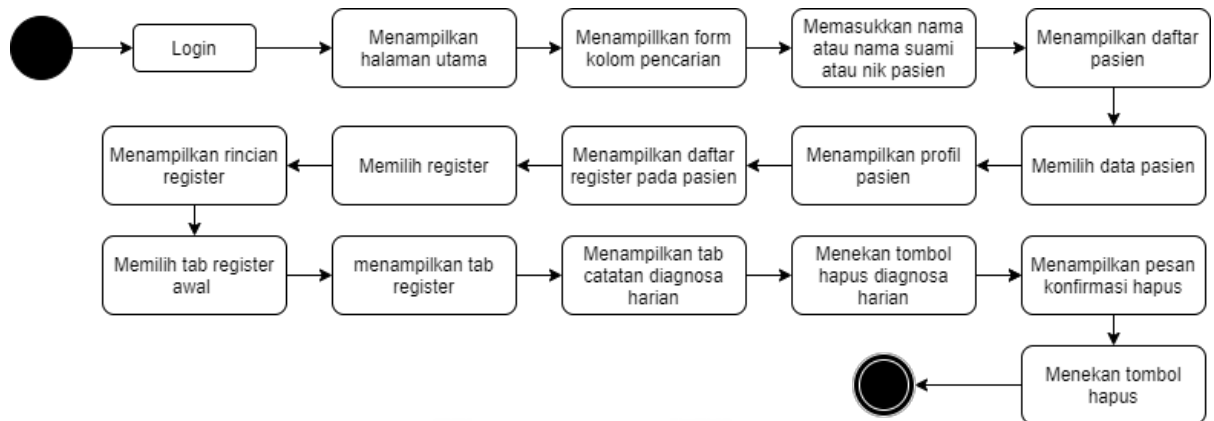 Login
Menampilkan
halaman utama
Menampillkan form
kolom pencarian
Memasukkan nama
atau nama suami
atau nik pasien
Menampilkan daftar
pasien
Memilih data pasien
Menampilkan profil
pasien
Menampilkan daftar
register pada pasien
Memilih register
Menampilkan rincian
register
Memilih tab register
awal
menampilkan tab
register
Menampilkan tab
catatan diagnosa
harian
Menekan tombol
hapus diagnosa
harian
Menampilkan pesan
konfirmasi hapus
Menekan tombol
hapus